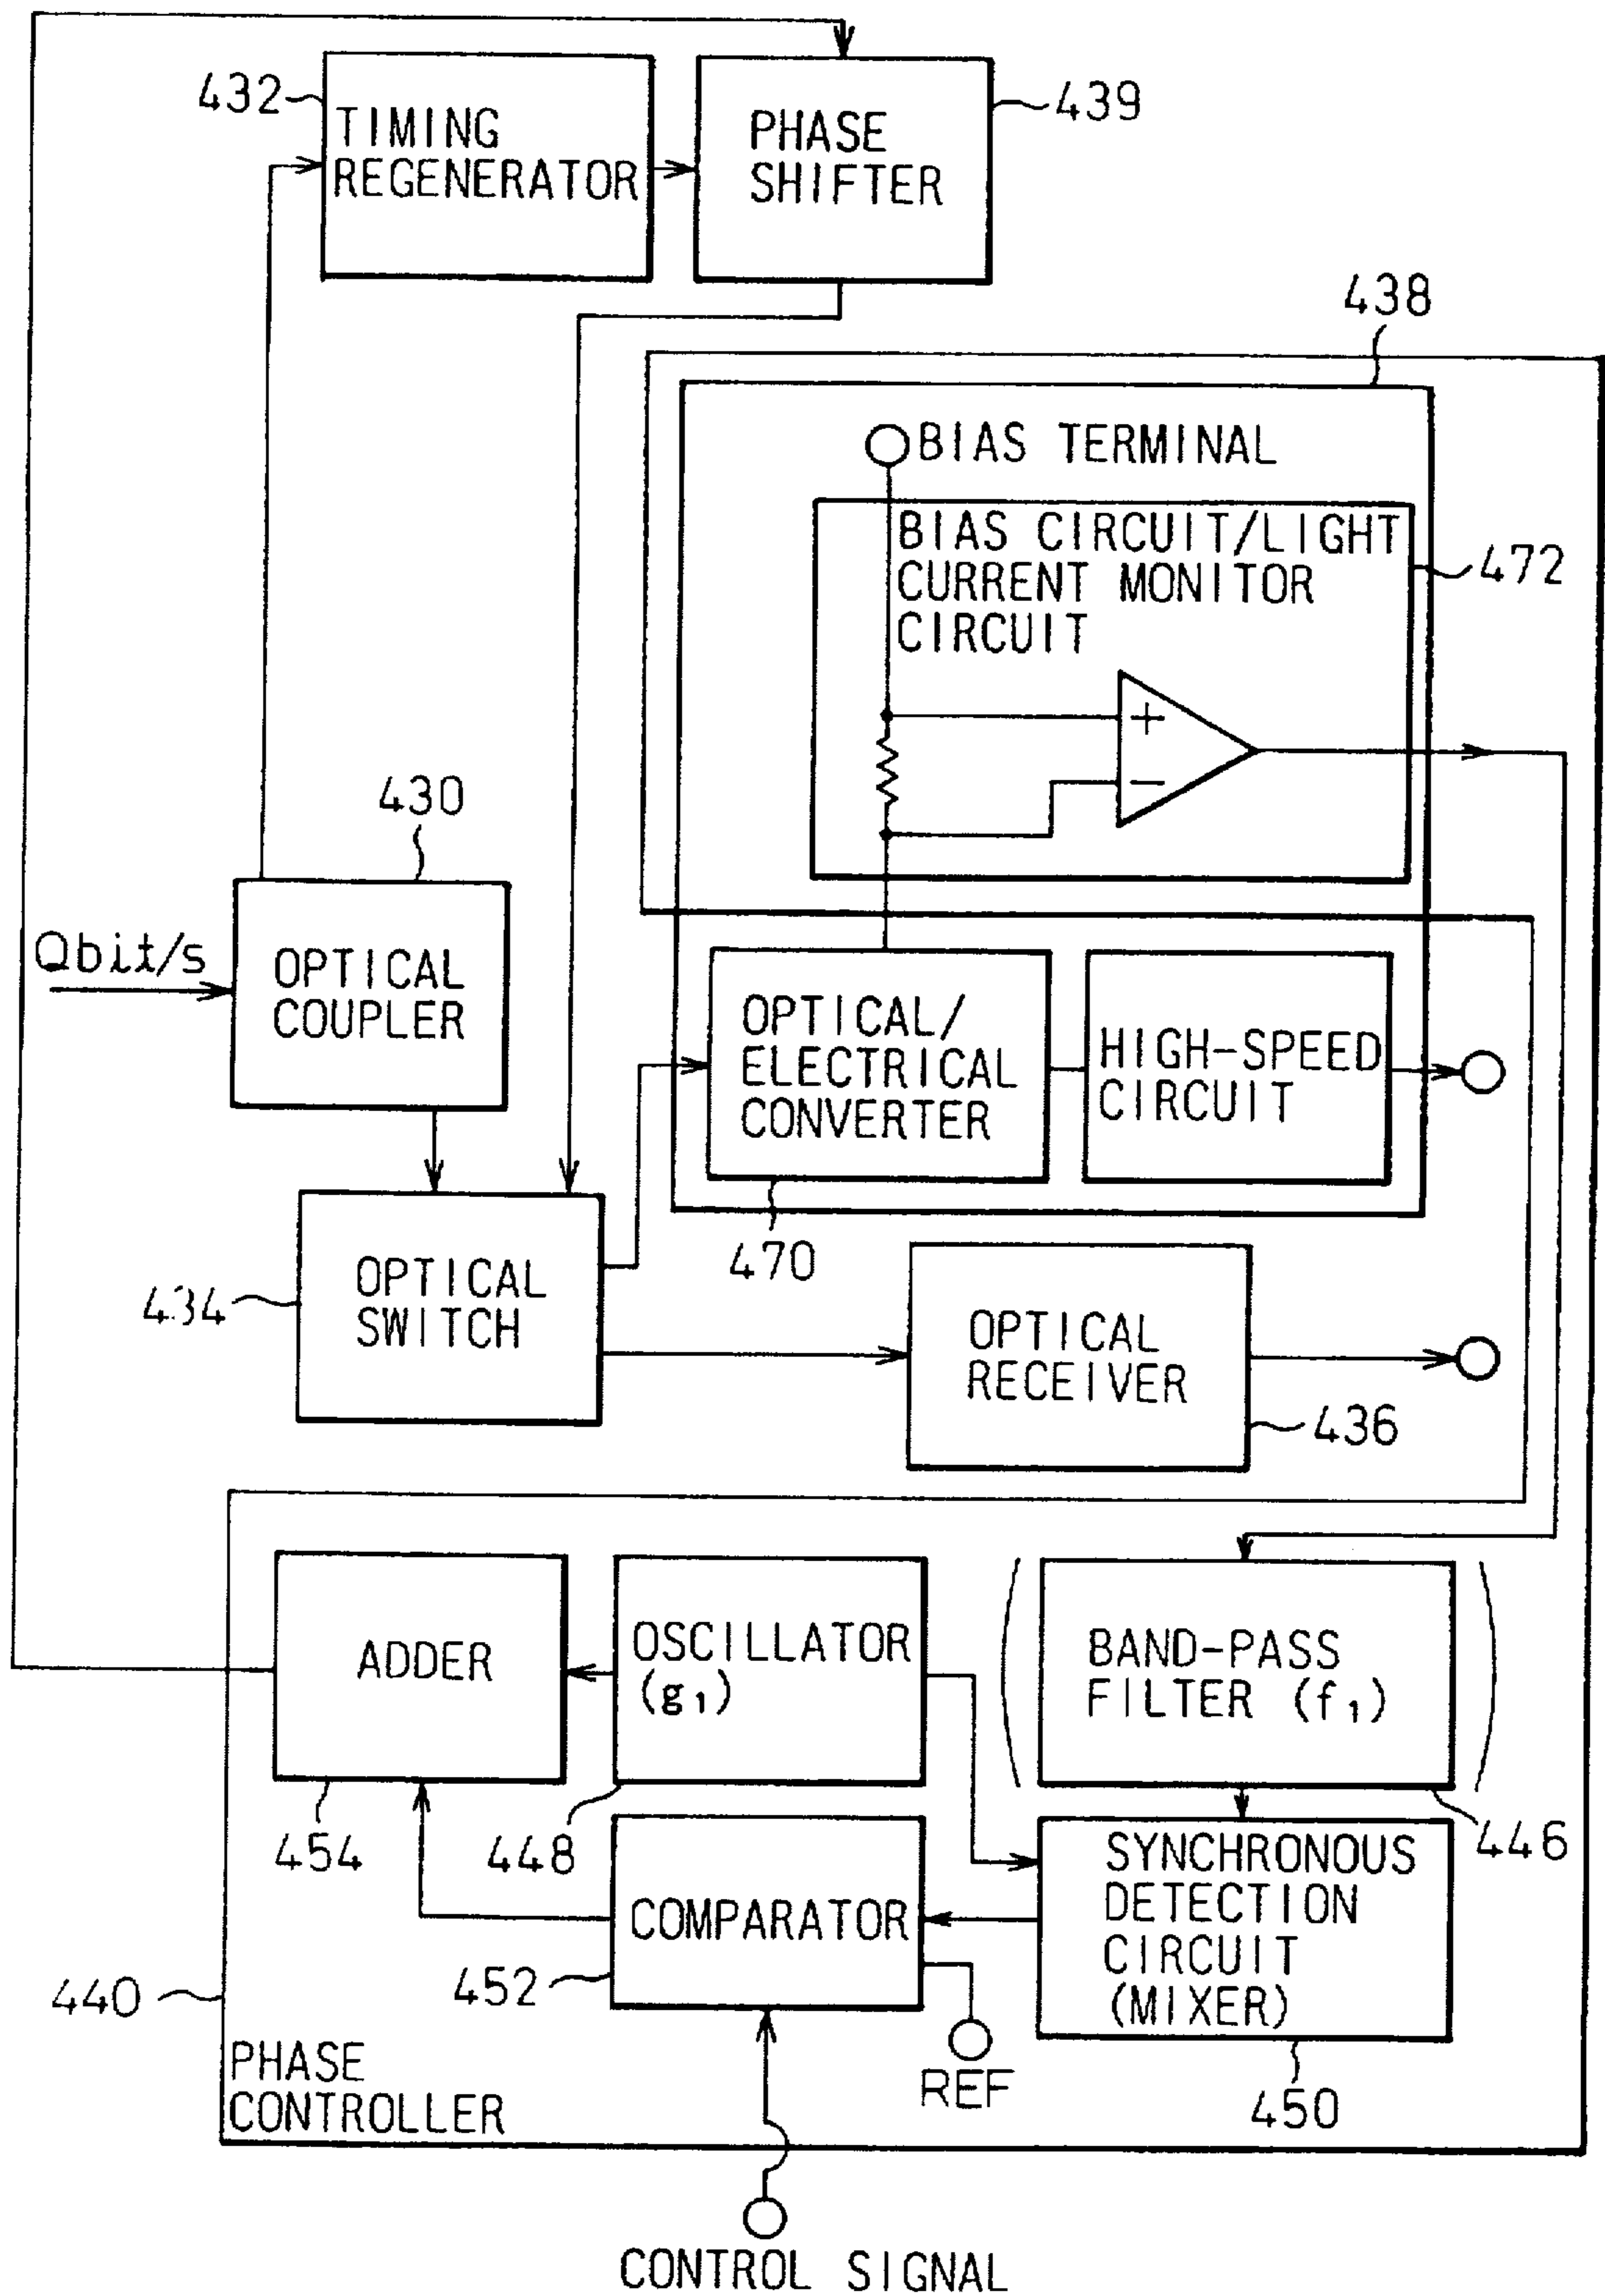 432
TIMING
REGENERATOR
PHASE
SHIFTER
439
438
BIAS TERMINAL
BIAS CIRCUIT/LIGHT
CURRENT MONITOR
CIRCUIT
472
+
−
430
Qbit/s
OPTICAL
COUPLER
OPTICAL/
ELECTRICAL
CONVERTER
HIGH-SPEED
CIRCUIT
470
434
OPTICAL
SWITCH
OPTICAL
RECEIVER
436
ADDER
OSCILLATOR
(g₁)
BAND-PASS
FILTER (f₁)
454
448
446
COMPARATOR
SYNCHRONOUS
DETECTION
CIRCUIT
(MIXER)
452
440
REF
450
PHASE
CONTROLLER
CONTROL SIGNAL